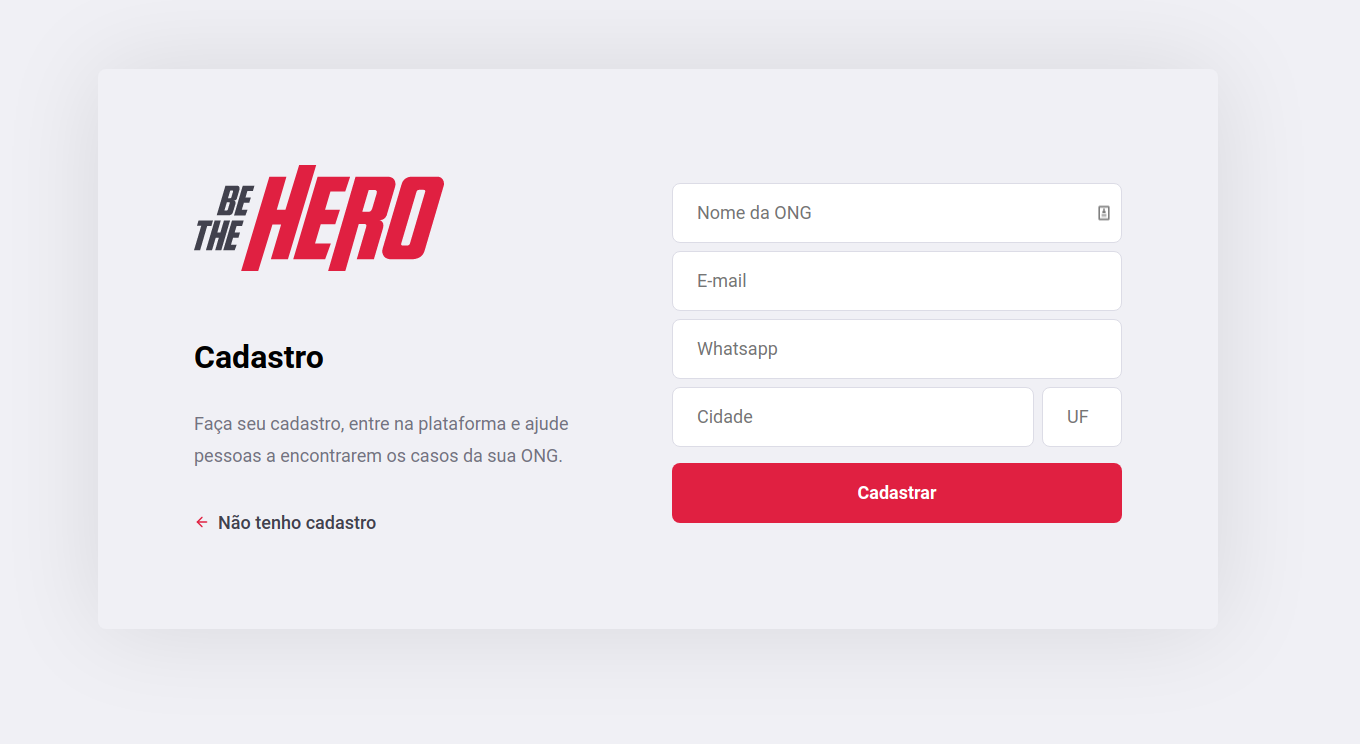 BE
THE
HERO
Cadastro
Faça seu cadastro, entre na plataforma e ajude
pessoas a encontrarem os casos da sua ONG.
Não tenho cadastro
Nome da ONG
E-mail
Whatsapp
Cidade
UF
Cadastrar